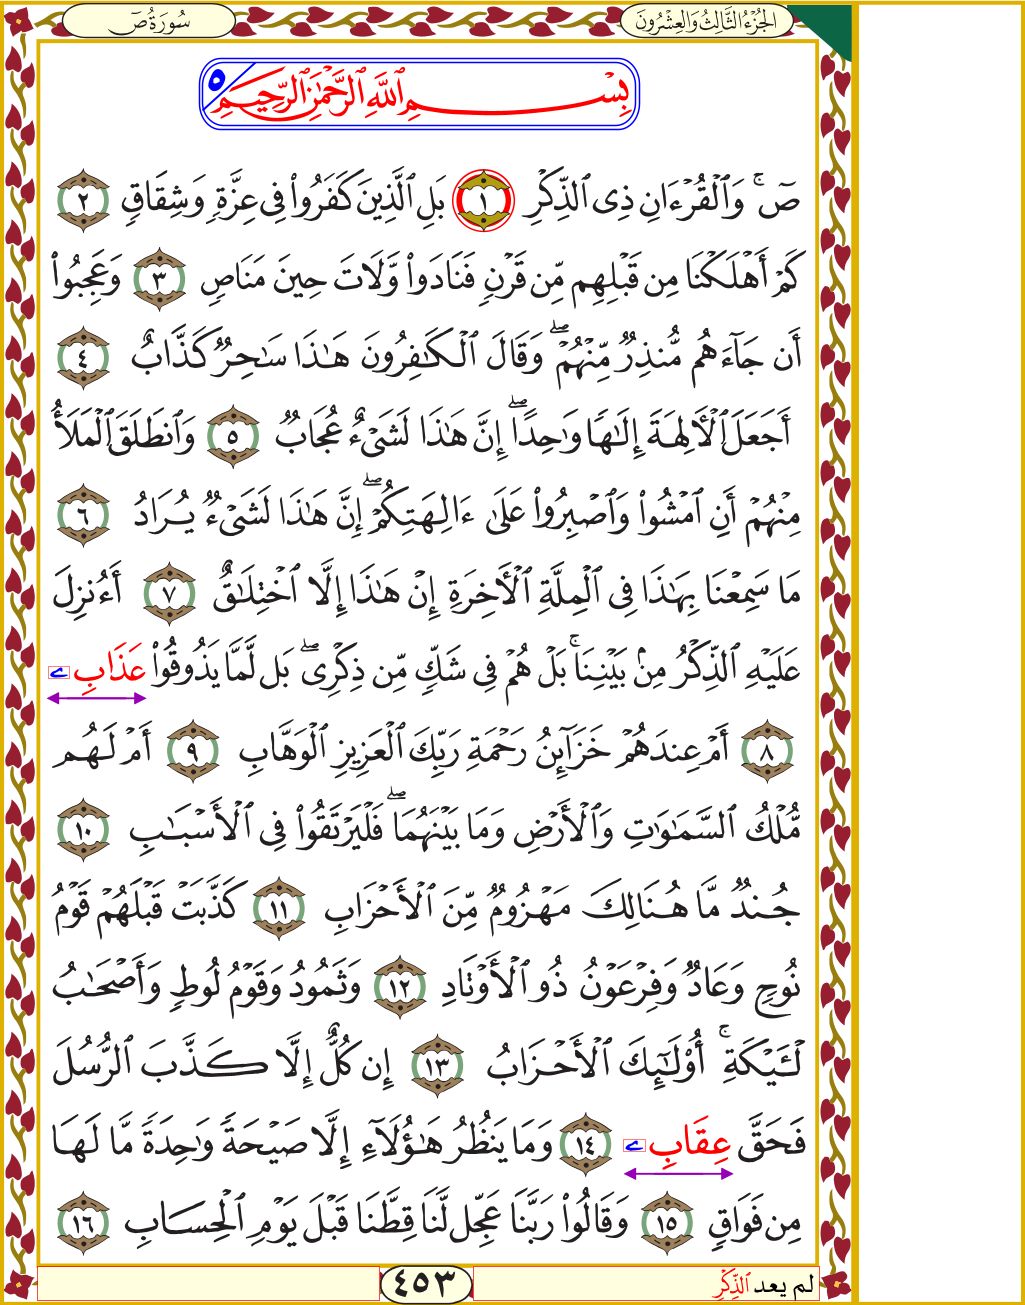 الجُزْءُ الثَّالِثُ وَالعِشْرُونَ
سُورَةُ صٓ
بِسْمِ ٱللَّهِ ٱلرَّحْمَٰنِ ٱلرَّحِيمِ ٥
صٓ ۚ وَٱلْقُرْءَانِ ذِى ٱلذِّكْرِ ١ بَلِ ٱلَّذِينَ كَفَرُوا۟ فِى عِزَّةٍۢ وَشِقَاقٍۢ ٢
كَمْ أَهْلَكْنَا مِن قَبْلِهِم مِّن قَرْنٍۢ فَنَادَوا۟ وَّلَاتَ حِينَ مَنَاصٍۢ ٣ وَعَجِبُوٓا۟
أَن جَآءَهُم مُّنذِرٌۭ مِّنْهُمْ ۖ وَقَالَ ٱلْكَٰفِرُونَ هَٰذَا سَٰحِرٌۭ كَذَّابٌ ٤
أَجَعَلَ ٱلْـَٔالِهَةَ إِلَٰهًۭا وَٰحِدًا ۖ إِنَّ هَٰذَا لَشَىْءٌ عُجَابٌۭ ٥ وَٱنطَلَقَ ٱلْمَلَأُ
مِنْهُمْ أَنِ ٱمْشُوا۟ وَٱصْبِرُوا۟ عَلَىٰٓ ءَالِهَتِكُمْ ۖ إِنَّ هَٰذَا لَشَىْءٌۭ يُرَادُ ٦
مَا سَمِعْنَا بِهَٰذَا فِى ٱلْمِلَّةِ ٱلْـَٔاخِرَةِ إِنْ هَٰذَآ إِلَّا ٱخْتِلَٰقٌ ٧ أَءُنزِلَ
عَلَيْهِ ٱلذِّكْرُ مِنۢ بَيْنِنَا ۚ بَلْ هُمْ فِى شَكٍّۢ مِّن ذِكْرِى ۖ بَل لَّمَّا يَذُوقُوا۟ عَذَابِ ے
٨ أَمْ عِندَهُمْ خَزَآئِنُ رَحْمَةِ رَبِّكَ ٱلْعَزِيزِ ٱلْوَهَّابِ ٩ أَمْ لَهُم
مُّلْكُ ٱلسَّمَٰوَٰتِ وَٱلْأَرْضِ وَمَا بَيْنَهُمَا ۖ فَلْيَرْتَقُوا۟ فِى ٱلْأَسْبَٰبِ ١٠
جُندٌۭ مَّا هُنَالِكَ مَهْزُومٌۭ مِّنَ ٱلْأَحْزَابِ ١١ كَذَّبَتْ قَبْلَهُمْ قَوْمُ
نُوحٍۢ وَعَادٌۭ وَفِرْعَوْنُ ذُو ٱلْأَوْتَادِ ١٢ وَثَمُودُ وَقَوْمُ لُوطٍۢ وَأَصْحَٰبُ
لْـَٔيْكَةِ ۚ أُو۟لَٰٓئِكَ ٱلْأَحْزَابُ ١٣ إِن كُلٌّ إِلَّا كَذَّبَ ٱلرُّسُلَ
فَحَقَّ عِقَابِ ے ١٤ وَمَا يَنظُرُ هَٰٓؤُلَآءِ إِلَّا صَيْحَةًۭ وَٰحِدَةًۭ مَّا لَهَا
مِن فَوَاقٍۢ ١٥ وَقَالُوا۟ رَبَّنَا عَجِّل لَّنَا قِطَّنَا قَبْلَ يَوْمِ ٱلْحِسَابِ ١٦
لم يعد ٱلذِّكْرِ
٤٥٣